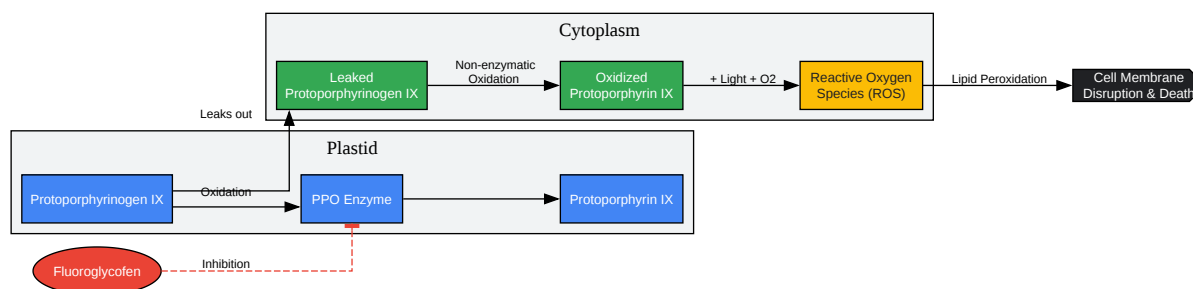 Cytoplasm
Leaked
Protoporphyrinogen IX
Non-enzymatic
Oxidation
Oxidized
Protoporphyrin IX
+ Light + O2
Reactive Oxygen
Species (ROS)
Lipid Peroxidation
Cell Membrane
Disruption & Death
Leaks out
Plastid
Protoporphyrinogen IX
Oxidation
PPO Enzyme
Protoporphyrin IX
Fluoroglycofen
Inhibition